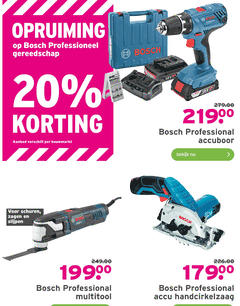 OPRUIMING
op Bosch Professioneel
gereedschap
20%
KORTING
Aanbod verschilt per bouwmarkt
BOSCH
279.00
219.00
Bosch Professional
accuboor
bekijk nu
Voor schuren,
zagen en
slijpen
249.00
199.00
Bosch Professional
multitool
BOSCH
226.00
179.00
Bosch Professional
accu handcirkelzaag